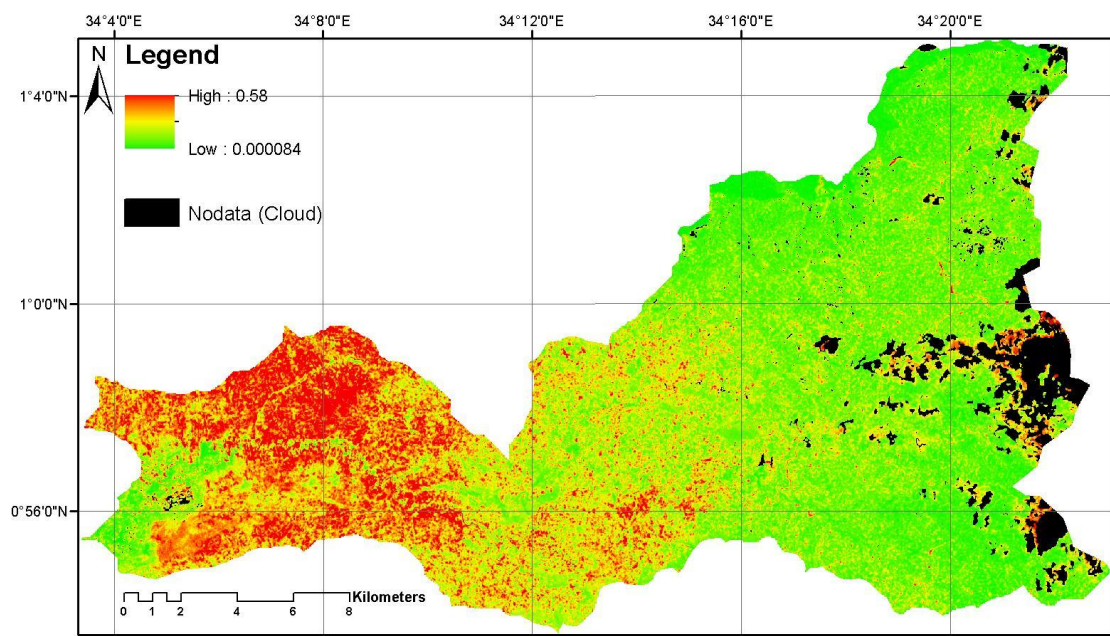 34°4'0"E 34°8'0"E 34°12'0"E 34°16'0"E 34°20'0"E
N Legend
High : 0.58
1°4'0"N
Low : 0.000084
Nodata (Cloud)
1°0'0"N
0°56'0"N
Kilometers
0 1 2 4 6 8